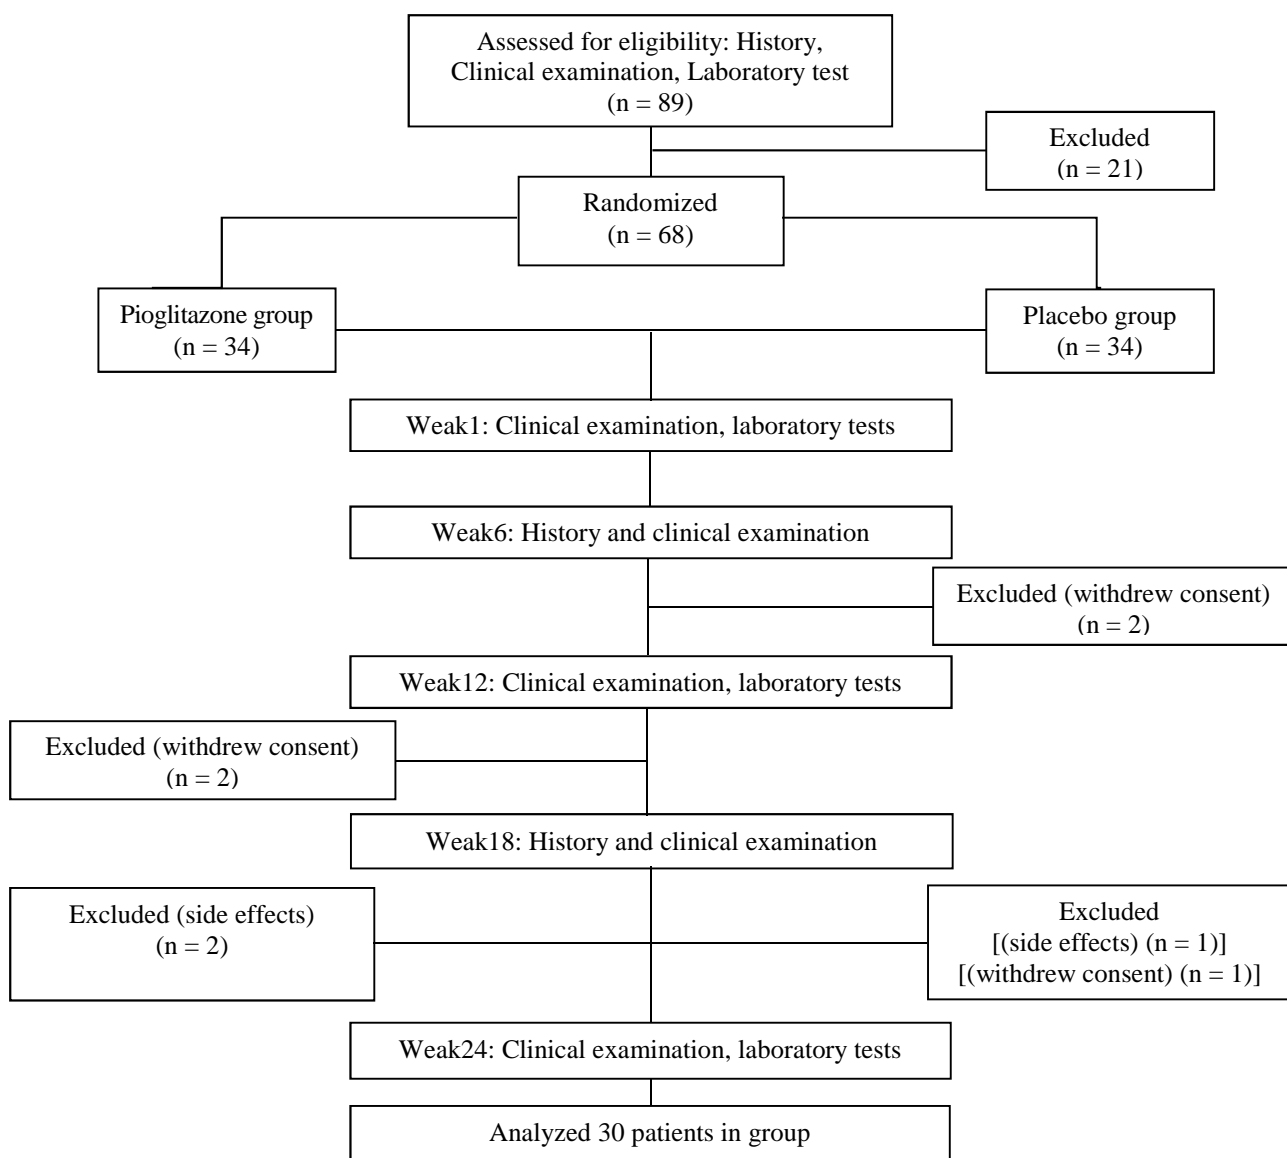 Assessed for eligibility: History,
Clinical examination, Laboratory test
(n = 89)
Excluded
(n = 21)
Randomized
(n = 68)
Pioglitazone group
(n = 34)
Placebo group
(n = 34)
Weak1: Clinical examination, laboratory tests
Weak6: History and clinical examination
Excluded (withdrew consent)
(n = 2)
Weak12: Clinical examination, laboratory tests
Excluded (withdrew consent)
(n = 2)
Weak18: History and clinical examination
Excluded (side effects)
(n = 2)
Excluded
[(side effects) (n = 1)]
[(withdrew consent) (n = 1)]
Weak24: Clinical examination, laboratory tests
Analyzed 30 patients in group